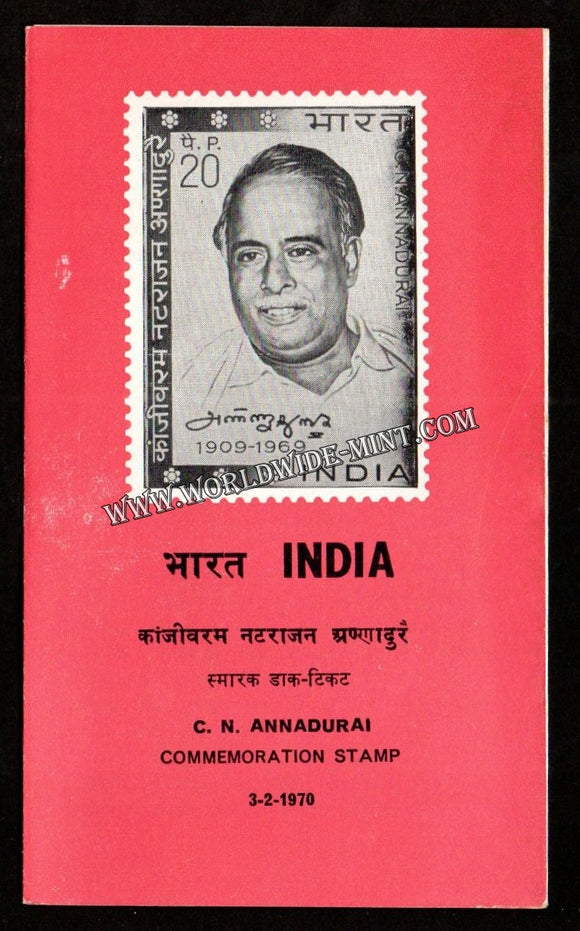 भारत
पै. P.
20
कांजीवरम नटराजन अण्णादुरै
C.N.ANNADURAI
1909-1969
INDIA
www.WORLDWIDE-MINT.COM
भारत INDIA
कांजीवरम नटराजन अण्णादुरै
स्मारक डाक-टिकट
C. N. ANNADURAI
COMMEMORATION STAMP
3-2-1970